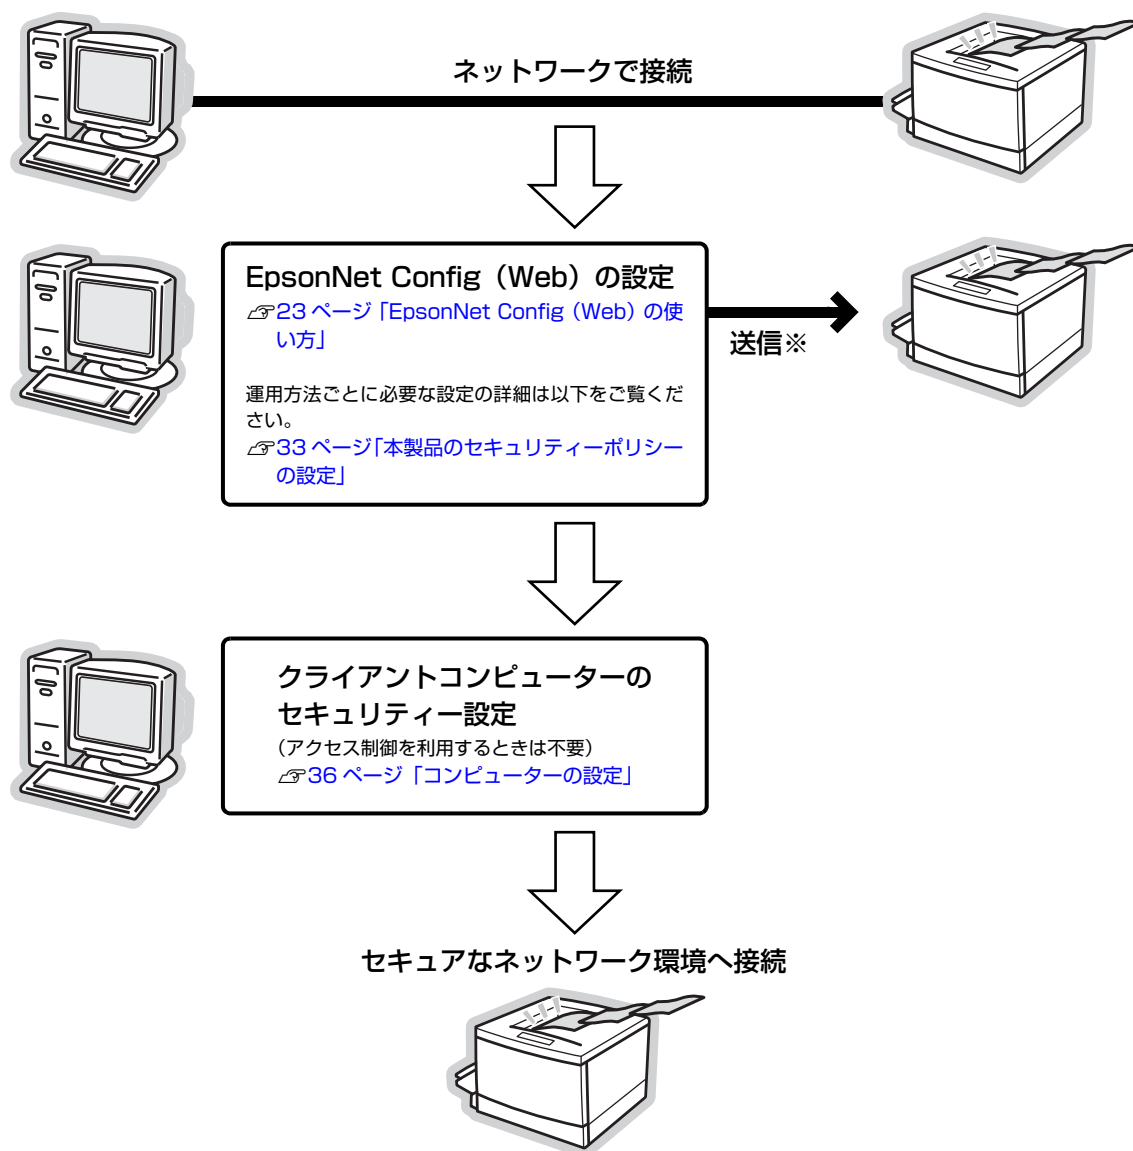 ネットワークで接続
EpsonNet Config（Web）の設定
☞23 ページ「EpsonNet Config（Web）の使
い方」
送信※
運用方法ごとに必要な設定の詳細は以下をご覧くだ
さい。
☞33 ページ「本製品のセキュリティーポリシー
の設定」
クライアントコンピューターの
セキュリティー設定
（アクセス制御を利用するときは不要）
☞36 ページ「コンピューターの設定」
セキュアなネットワーク環境へ接続